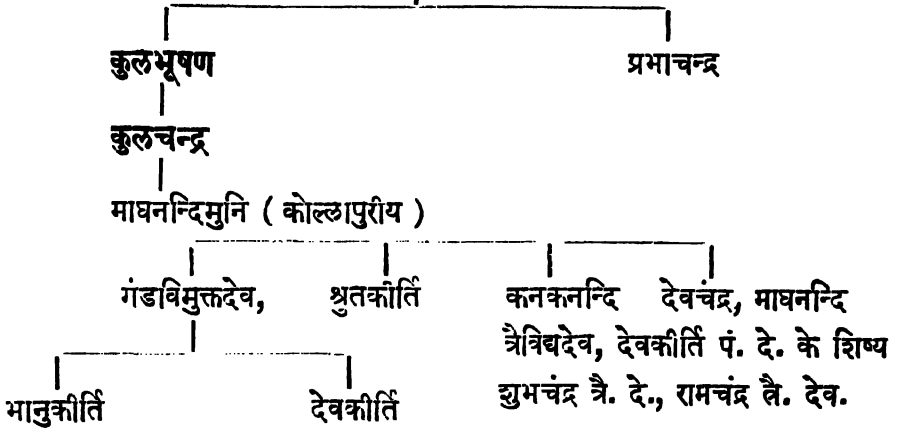 कुलभूषण प्रभाचन्द्र
कुलचन्द्र
माघनन्दिमुनि ( कोल्लापुरीय )
गंडविमुक्तदेव, श्रुतकीर्ति कनकनन्दि देवचंद्र, माघनन्दि
त्रैत्रिद्यदेव, देवकीर्ति पं. दे. के शिष्य
शुभचंद्र त्रै. दे., रामचंद्र त्रै. देव.
भानुकीर्ति देवकीर्ति